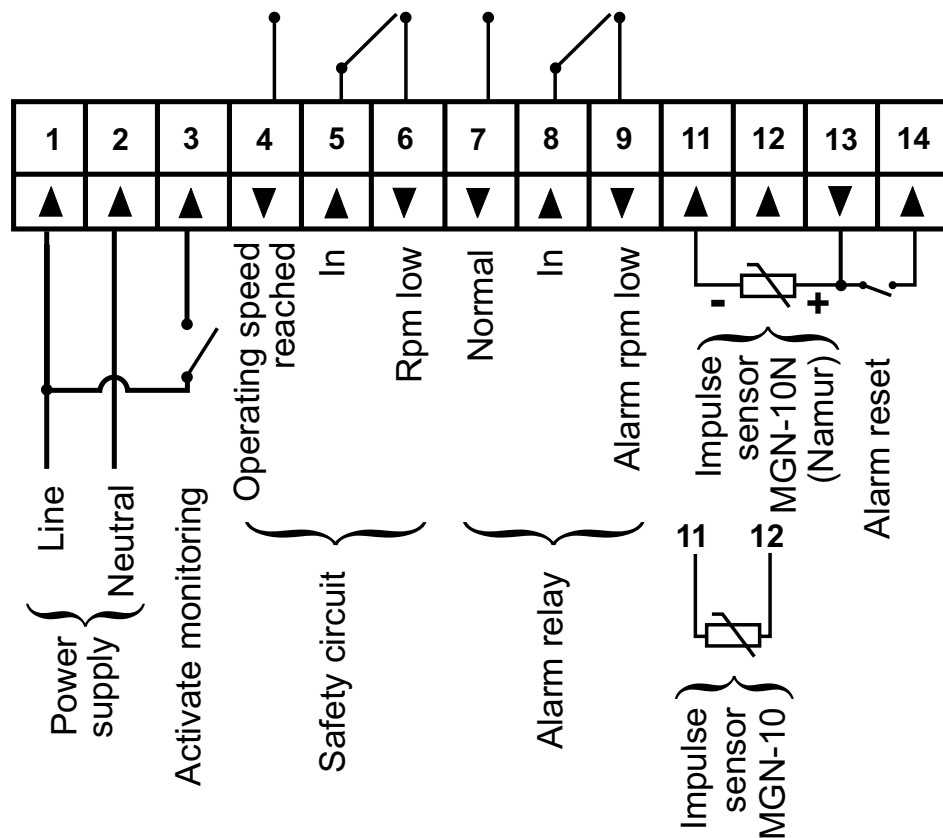 1 2 3 4 5 6 7 8 9 11 12 13 14
Line
Neutral
Power
supply
Activate monitoring
Operating speed
reached
In
Rpm low
Safety circuit
Normal
In
Alarm rpm low
Alarm relay
- +
Impulse
sensor
MGN-10N
(Namur)
Alarm reset
11 12
Impulse
sensor
MGN-10